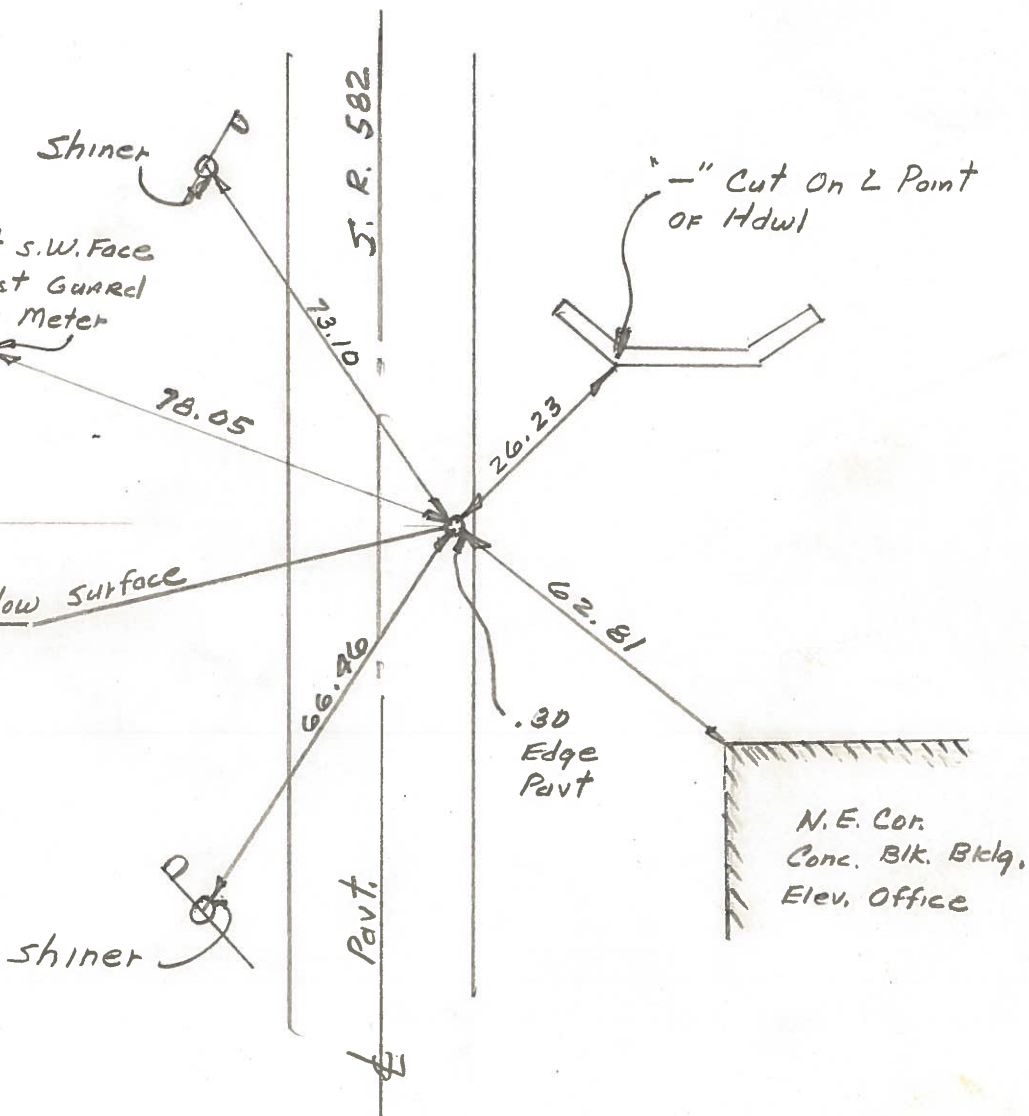 S. R. 582
Shiner
"—" Cut On L Point
OF Hdwl
S.W. Face
Guard
Meter
73.10
78.05
26.23
surface
62.81
66.46
.30
Edge
Pavt
N.E. Cor.
Conc. Blk. Bldg.
Elev. Office
Pavt.
shiner
℄